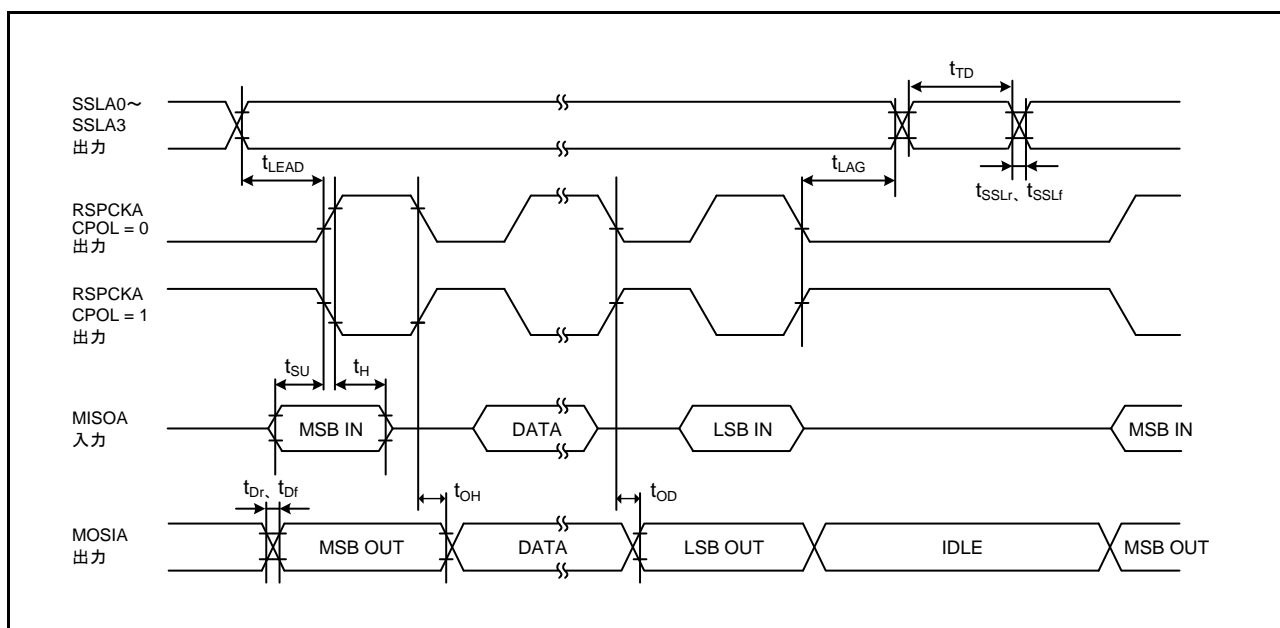 tTD
SSLA0～
SSLA3
出力
tLEAD
tLAG
tSSLr、tSSLf
RSPCKA
CPOL = 0
出力
RSPCKA
CPOL = 1
出力
tSU
tH
MISOA
入力
MSB IN
DATA
LSB IN
MSB IN
tDr、tDf
tOH
tOD
MOSIA
出力
MSB OUT
DATA
LSB OUT
IDLE
MSB OUT